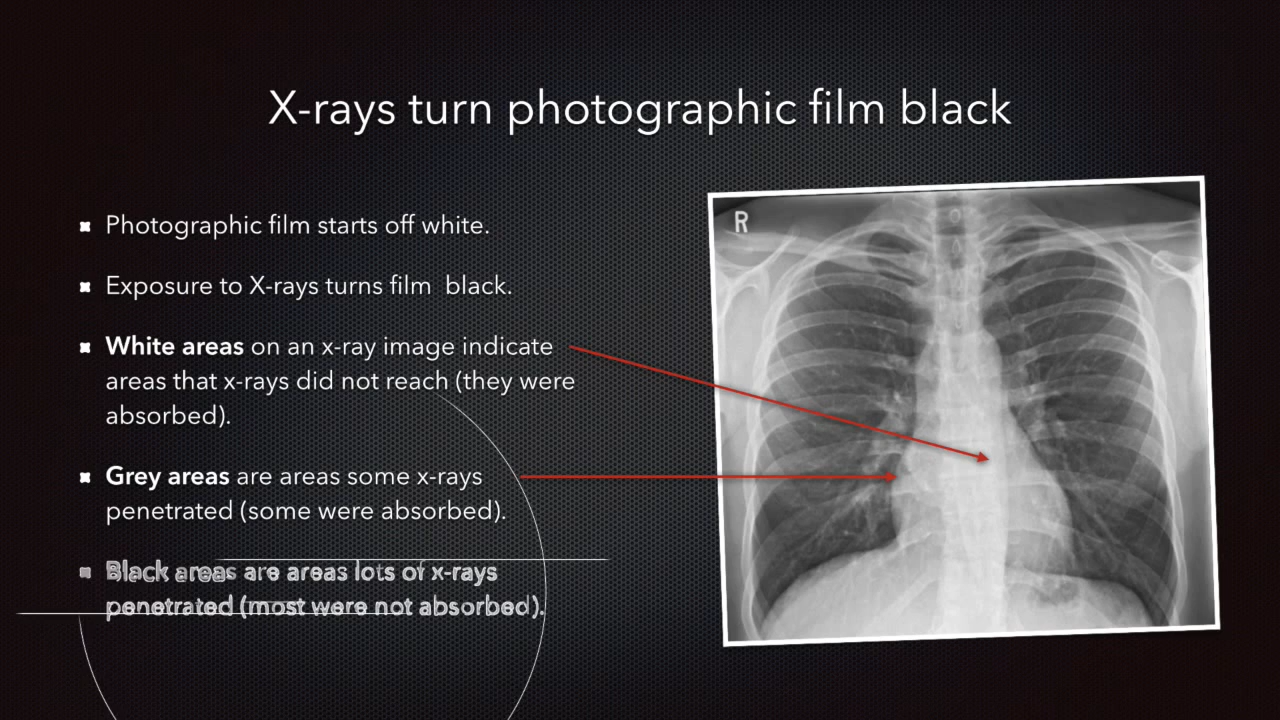 X-rays turn photographic film black
Photographic film starts off white.
Exposure to X-rays turns film  black.
White areas on an x-ray image indicate
areas that x-rays did not reach (they were
absorbed).
Grey areas are areas some x-rays
penetrated (some were absorbed).
Black areas are areas lots of x-rays
penetrated (most were not absorbed).
R